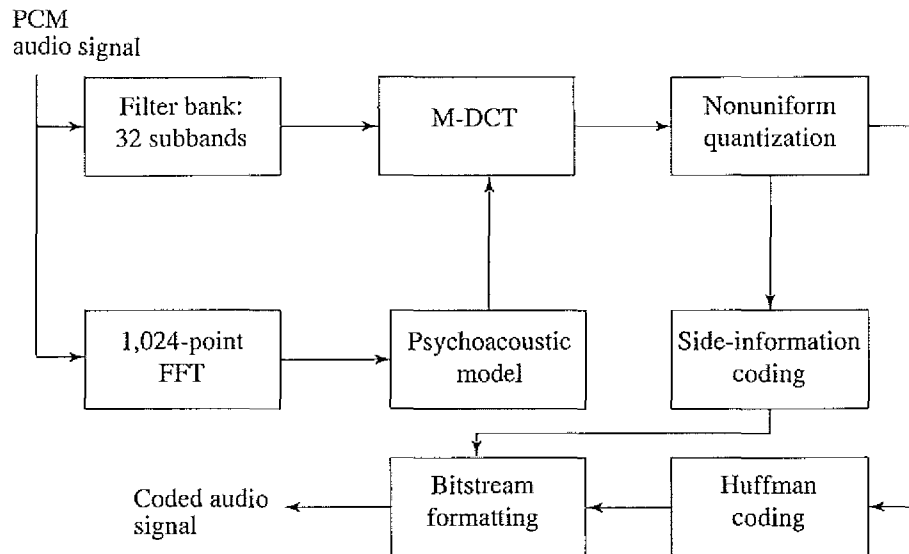 PCM
audio signal
Filter bank:
32 subbands
M-DCT
Nonuniform
quantization
1,024-point
FFT
Psychoacoustic
model
Side-information
coding
Coded audio
signal
Bitstream
formatting
Huffman
coding